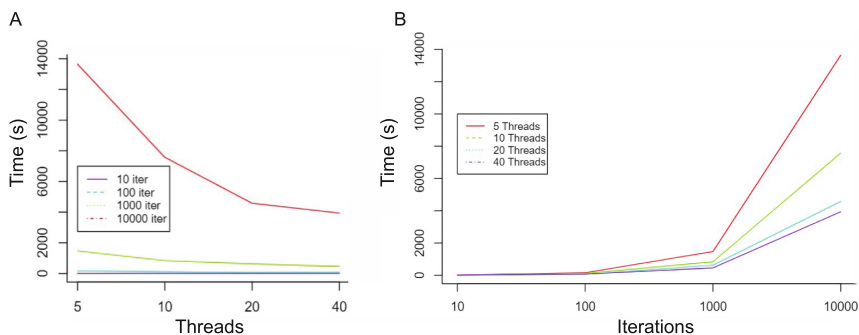 A
Time (s)
14000
10000
6000
2000
0
10 iter
100 iter
1000 iter
10000 iter
5
10
20
40
Threads
B
Time (s)
14000
10000
6000
4000
2000
0
5 Threads
10 Threads
20 Threads
40 Threads
10
100
1000
10000
Iterations